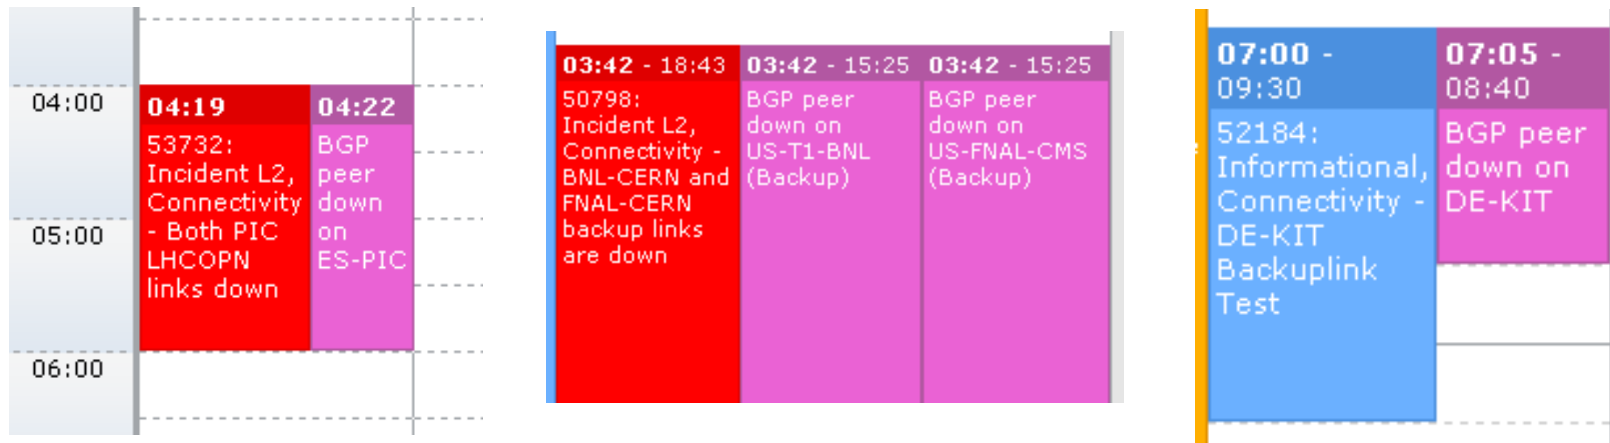 04:00
05:00
06:00
04:19
53732:
Incident L2,
Connectivity
- Both PIC
LHCOPN
links down
04:22
BGP
peer
down
on
ES-PIC
03:42 - 18:43
50798:
Incident L2,
Connectivity -
BNL-CERN and
FNAL-CERN
backup links
are down
03:42 - 15:25
BGP peer
down on
US-T1-BNL
(Backup)
03:42 - 15:25
BGP peer
down on
US-FNAL-CMS
(Backup)
07:00 -
09:30
52184:
Informational,
Connectivity -
DE-KIT
Backuplink
Test
07:05 -
08:40
BGP peer
down on
DE-KIT